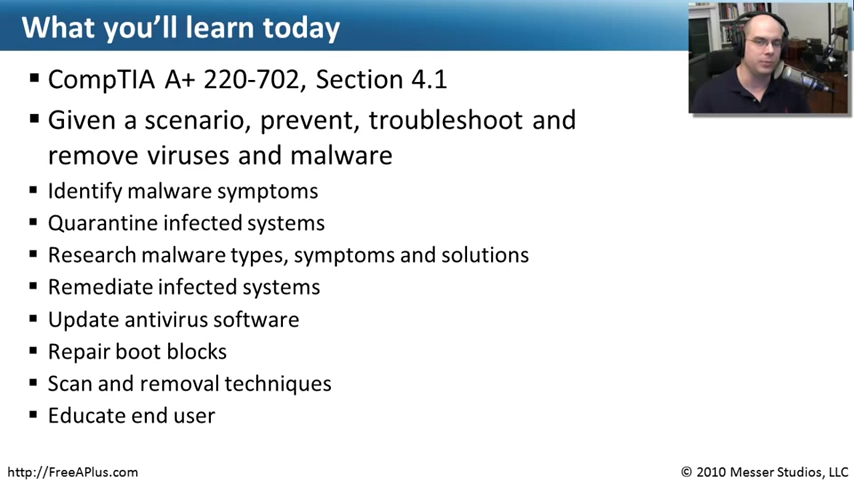 What you'll learn today
▪ CompTIA A+ 220-702, Section 4.1
▪ Given a scenario, prevent, troubleshoot and
remove viruses and malware
▪ Identify malware symptoms
▪ Quarantine infected systems
▪ Research malware types, symptoms and solutions
▪ Remediate infected systems
▪ Update antivirus software
▪ Repair boot blocks
▪ Scan and removal techniques
▪ Educate end user
http://FreeAPlus.com
© 2010 Messer Studios, LLC